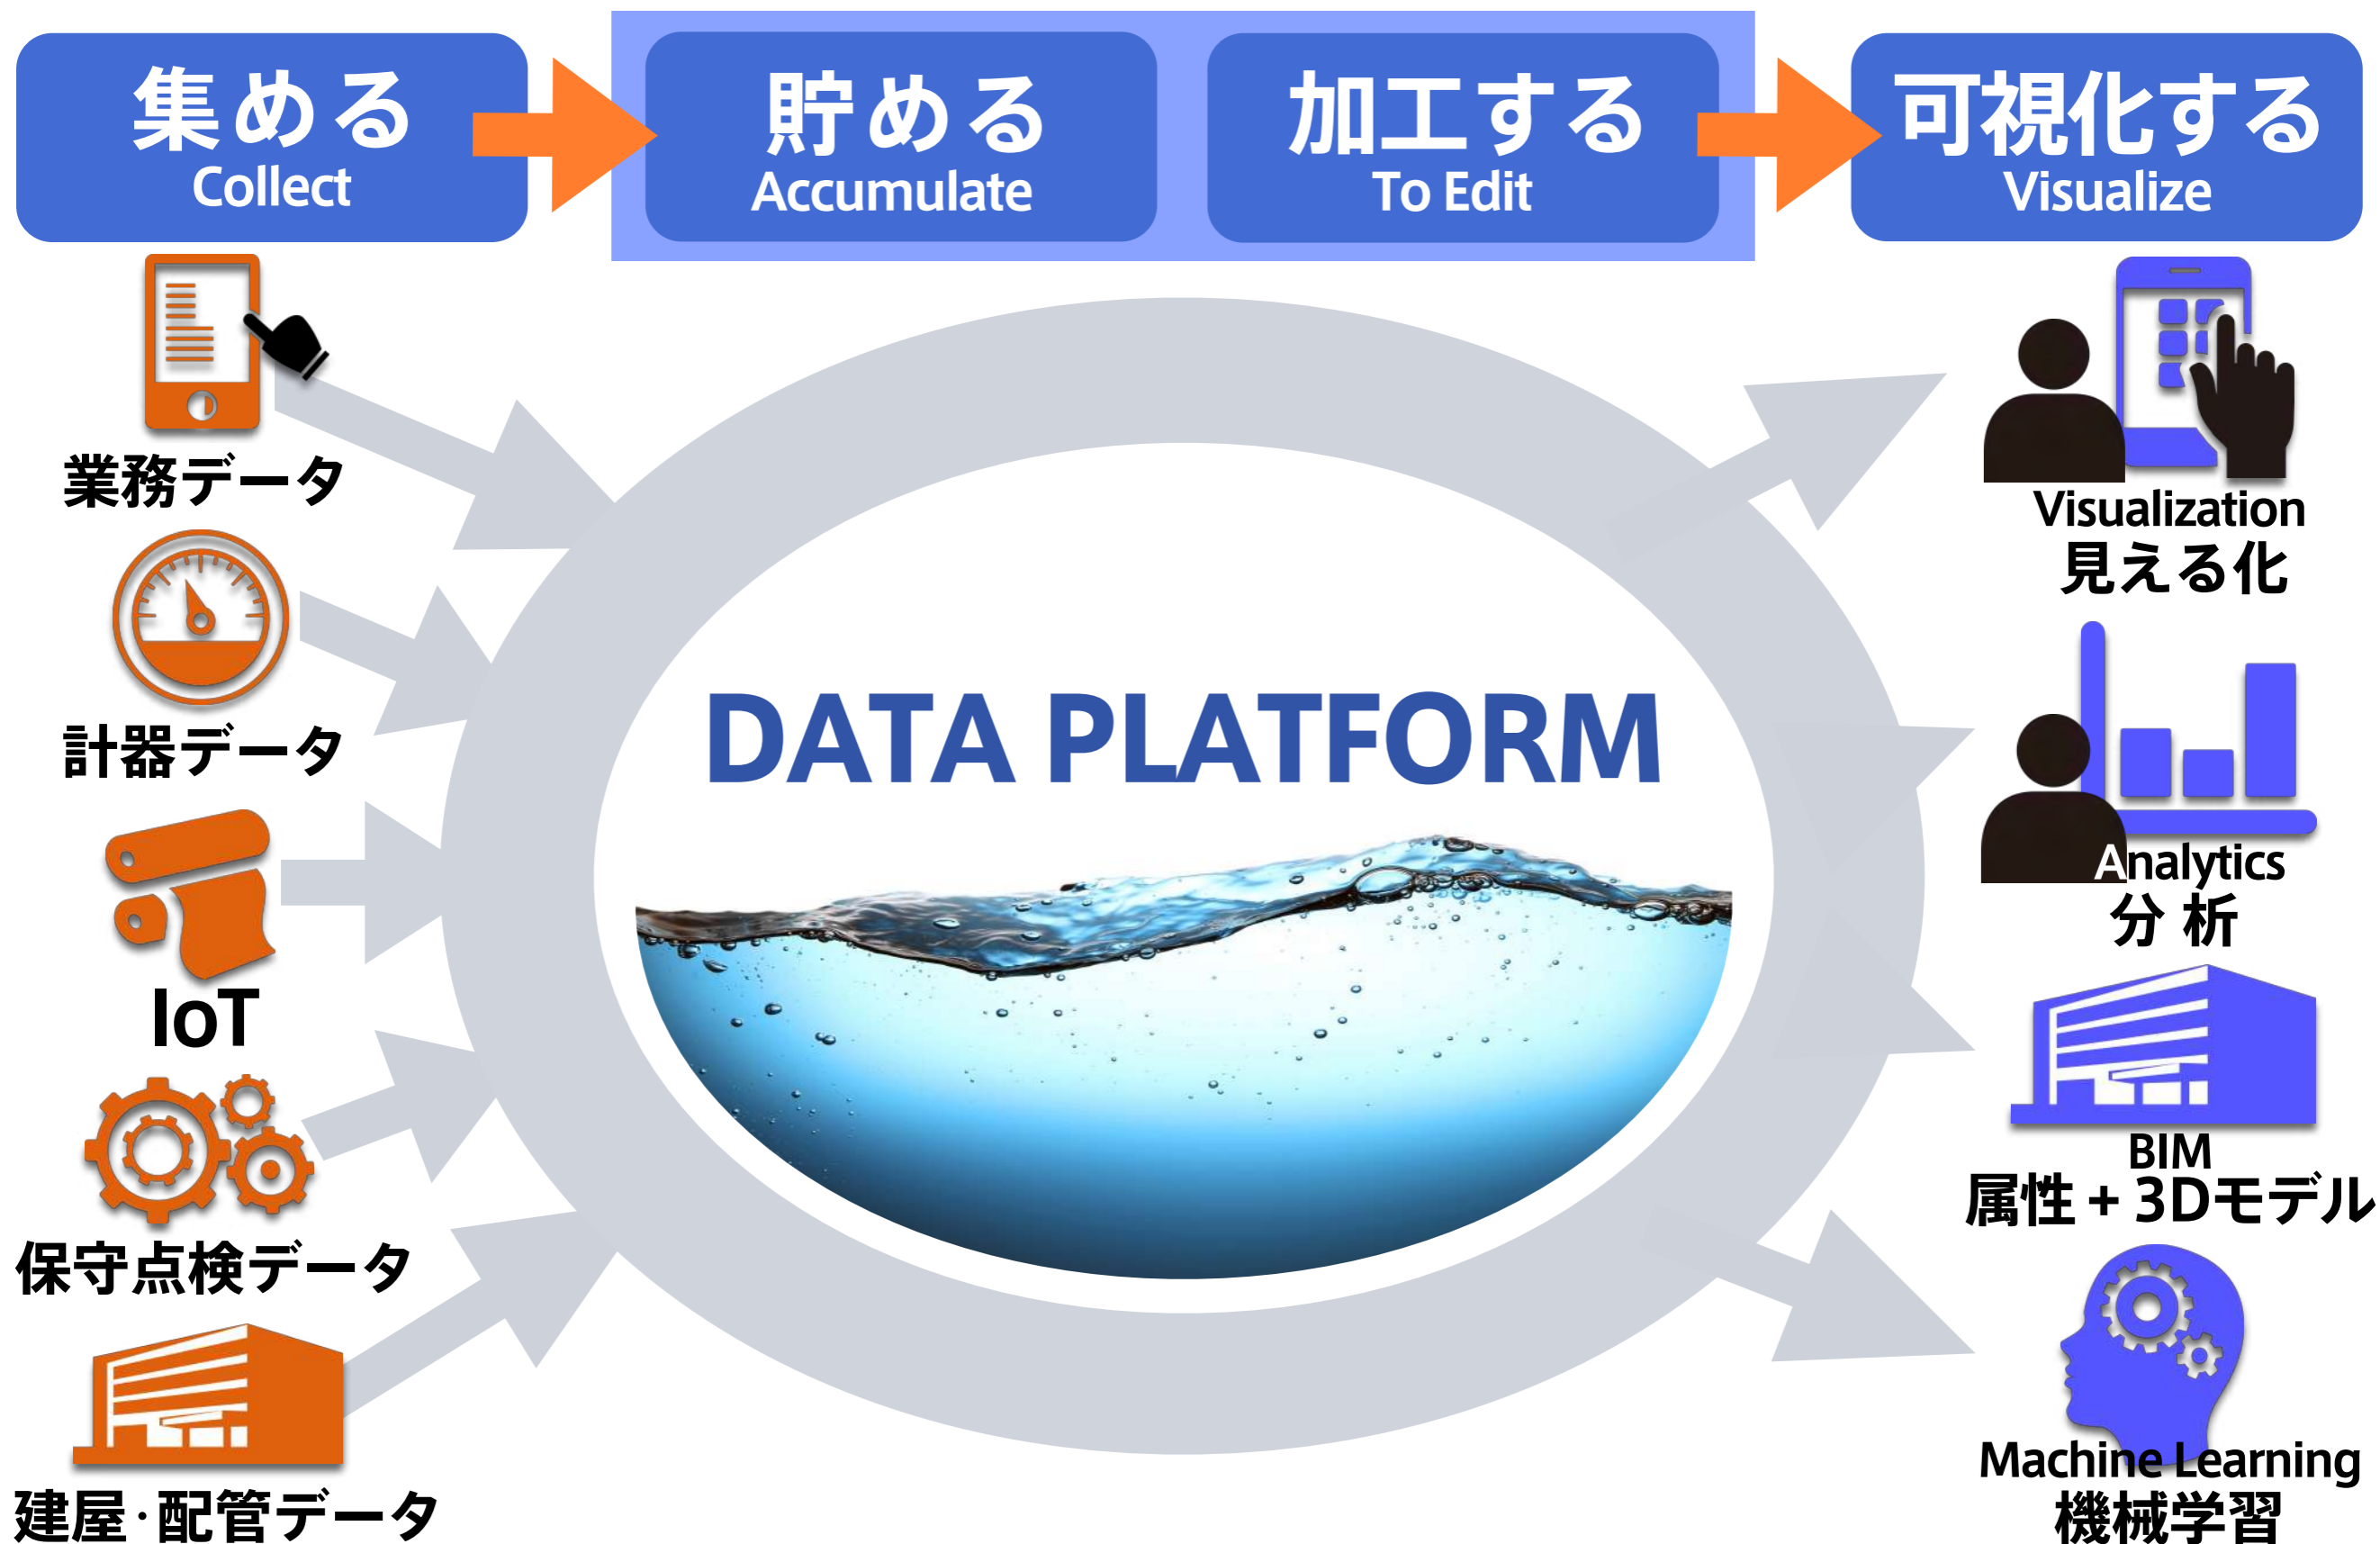 集める
Collect
貯める
Accumulate
加工する
To Edit
可視化する
Visualize
業務データ
計器データ
IoT
保守点検データ
建屋・配管データ
DATA PLATFORM
Visualization
見える化
Analytics
分 析
BIM
属性 + 3Dモデル
Machine Learning
機械学習